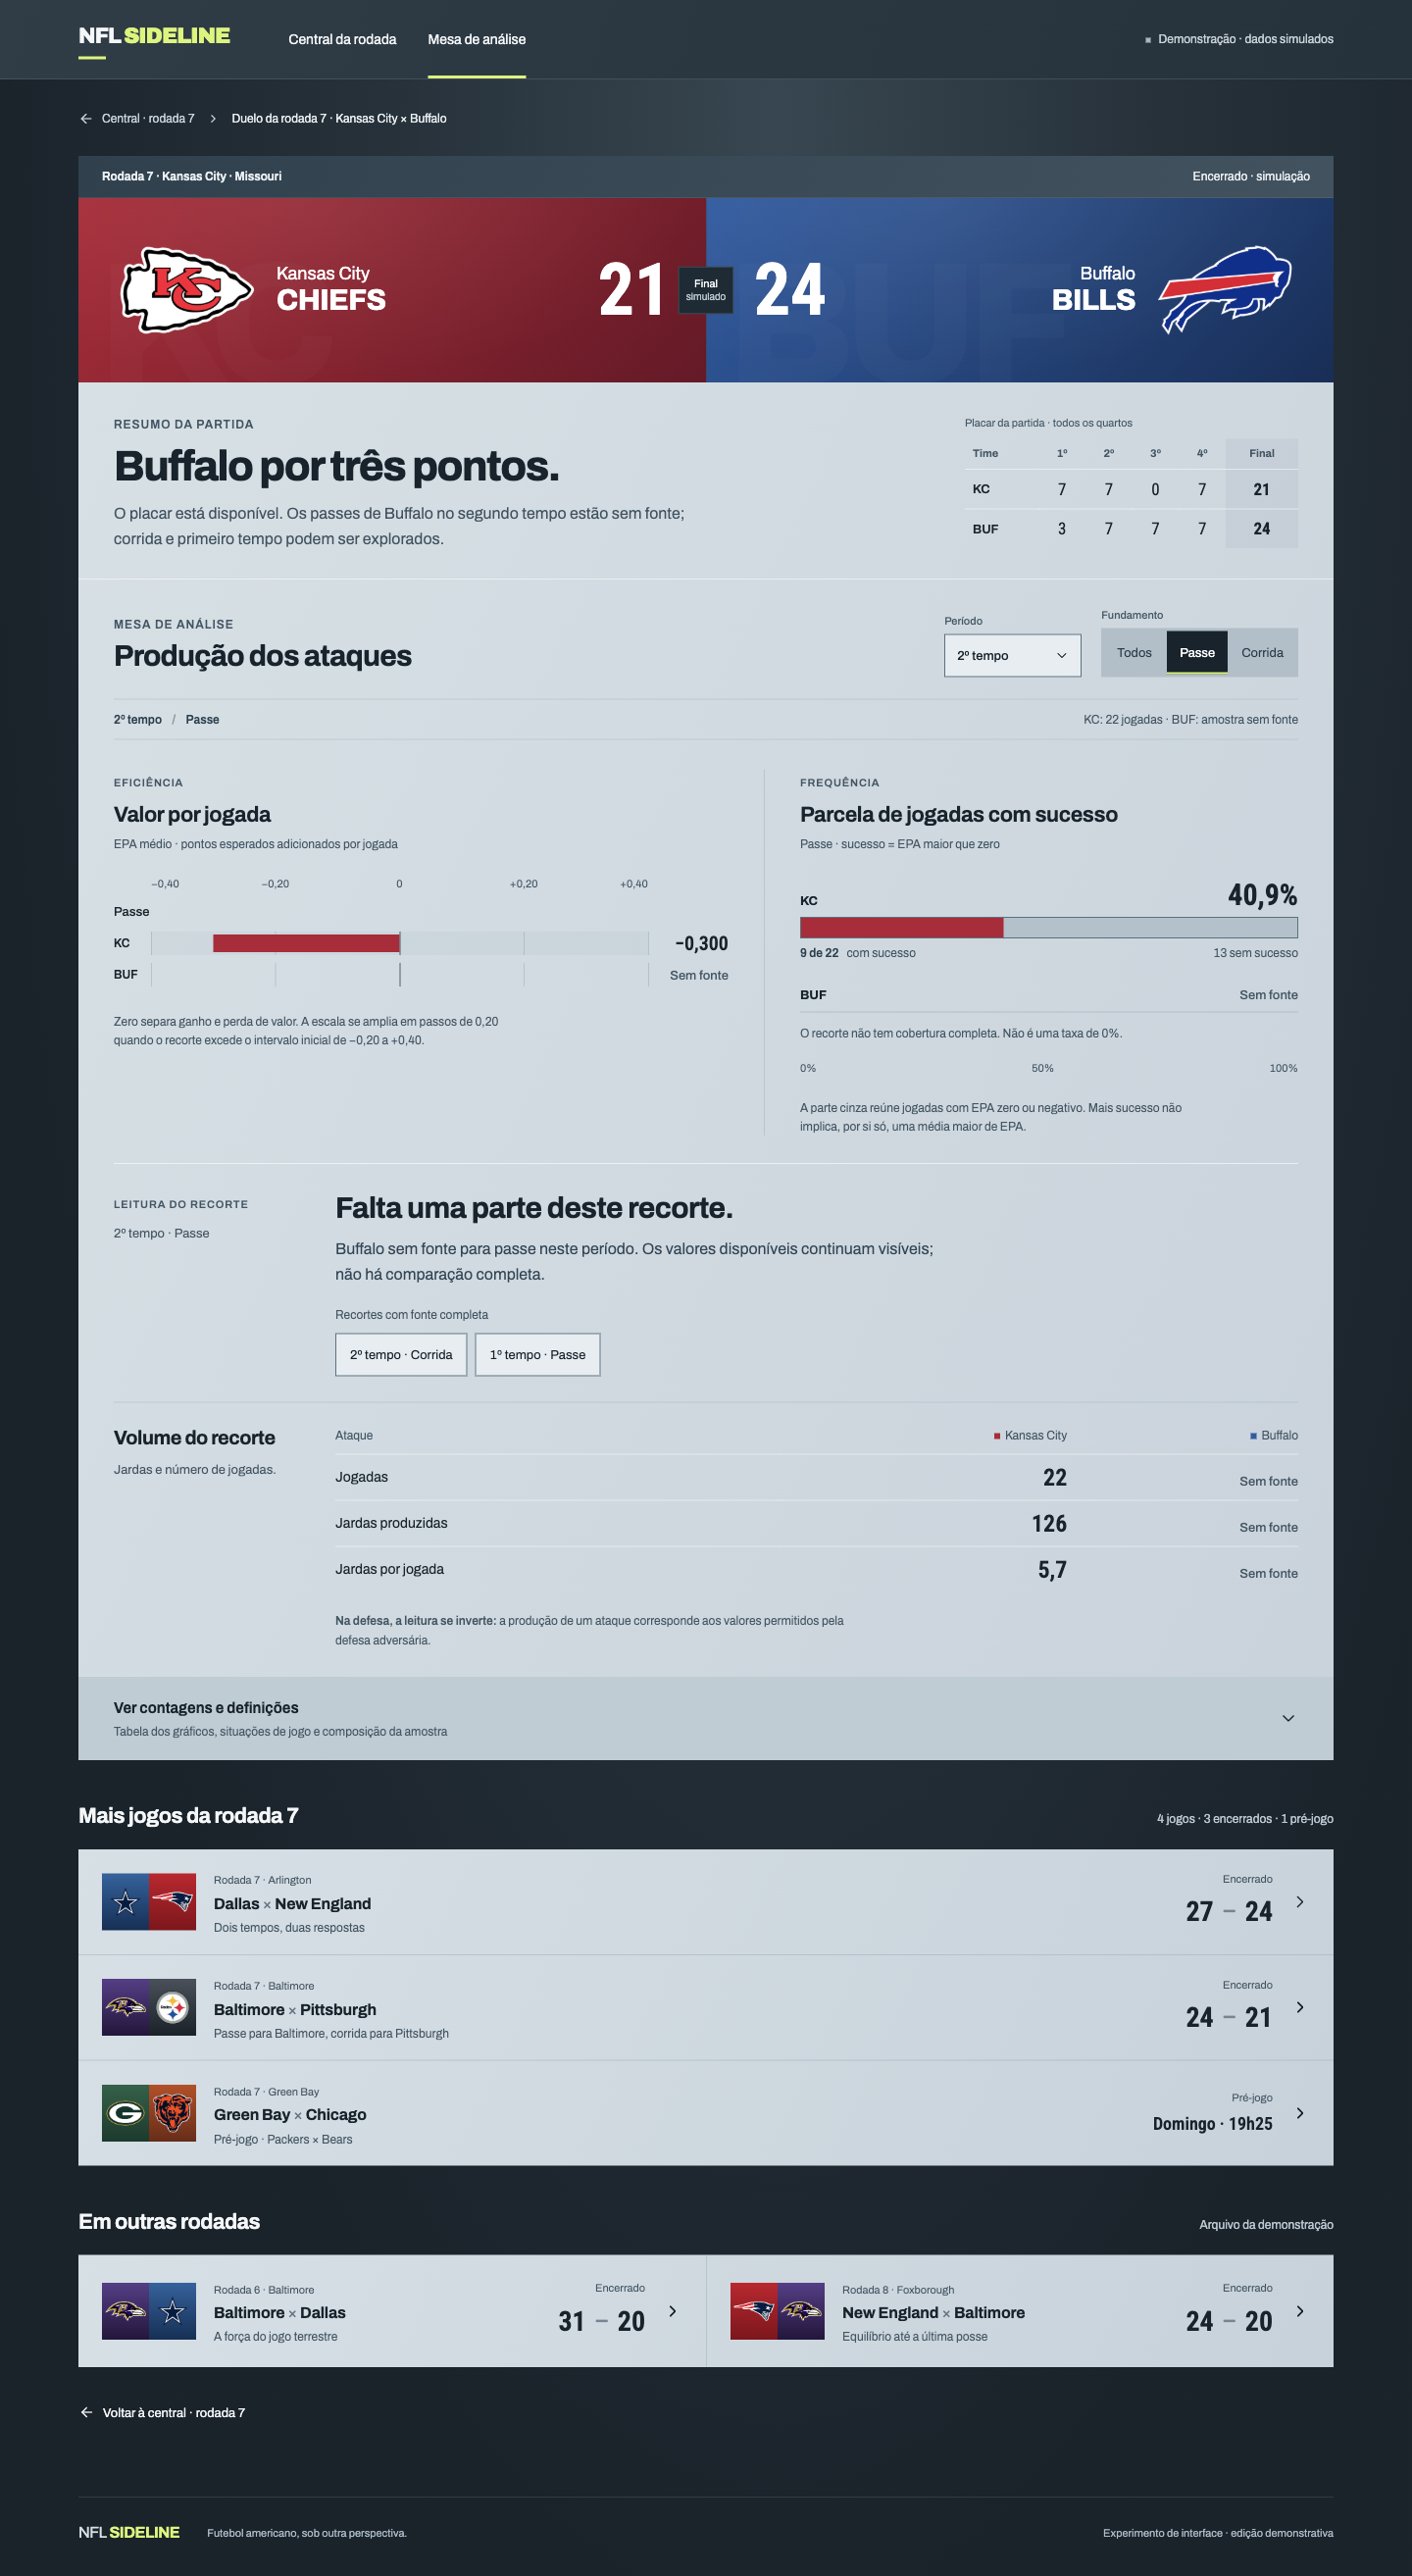 NFL SIDELINE
Central da rodada
Mesa de análise
Demonstração · dados simulados
Central · rodada 7
Duelo da rodada 7 · Kansas City × Buffalo
Rodada 7 · Kansas City · Missouri
Encerrado · simulação
KC
Kansas City
CHIEFS
21
Final
simulado
24
BUF
Buffalo
BILLS
RESUMO DA PARTIDA
Buffalo por três pontos.
O placar está disponível. Os passes de Buffalo no segundo tempo estão sem fonte;
corrida e primeiro tempo podem ser explorados.
Placar da partida · todos os quartos
Time 1º 2º 3º 4º Final
KC 7 7 0 7 21
BUF 3 7 7 7 24
MESA DE ANÁLISE
Produção dos ataques
Período
2º tempo
Fundamento
Todos Passe Corrida
2º tempo / Passe
KC: 22 jogadas · BUF: amostra sem fonte
EFICIÊNCIA
Valor por jogada
EPA médio · pontos esperados adicionados por jogada
−0,40 −0,20 0 +0,20 +0,40
Passe
KC −0,300
BUF Sem fonte
Zero separa ganho e perda de valor. A escala se amplia em passos de 0,20
quando o recorte excede o intervalo inicial de −0,20 a +0,40.
FREQUÊNCIA
Parcela de jogadas com sucesso
Passe · sucesso = EPA maior que zero
KC 40,9%
9 de 22 com sucesso 13 sem sucesso
BUF Sem fonte
O recorte não tem cobertura completa. Não é uma taxa de 0%.
0% 50% 100%
A parte cinza reúne jogadas com EPA zero ou negativo. Mais sucesso não
implica, por si só, uma média maior de EPA.
LEITURA DO RECORTE
2º tempo · Passe
Falta uma parte deste recorte.
Buffalo sem fonte para passe neste período. Os valores disponíveis continuam visíveis;
não há comparação completa.
Recortes com fonte completa
2º tempo · Corrida
1º tempo · Passe
Volume do recorte
Jardas e número de jogadas.
Ataque Kansas City Buffalo
Jogadas 22 Sem fonte
Jardas produzidas 126 Sem fonte
Jardas por jogada 5,7 Sem fonte
Na defesa, a leitura se inverte: a produção de um ataque corresponde aos valores permitidos pela
defesa adversária.
Ver contagens e definições
Tabela dos gráficos, situações de jogo e composição da amostra
Mais jogos da rodada 7
4 jogos · 3 encerrados · 1 pré-jogo
Rodada 7 · Arlington
Dallas × New England
Dois tempos, duas respostas
Encerrado
27 – 24
Rodada 7 · Baltimore
Baltimore × Pittsburgh
Passe para Baltimore, corrida para Pittsburgh
Encerrado
24 – 21
G
Rodada 7 · Green Bay
Green Bay × Chicago
Pré-jogo · Packers × Bears
Pré-jogo
Domingo · 19h25
Em outras rodadas
Arquivo da demonstração
Rodada 6 · Baltimore
Baltimore × Dallas
A força do jogo terrestre
Encerrado
31 – 20
Rodada 8 · Foxborough
New England × Baltimore
Equilíbrio até a última posse
Encerrado
24 – 20
Voltar à central · rodada 7
NFL SIDELINE
Futebol americano, sob outra perspectiva.
Experimento de interface · edição demonstrativa